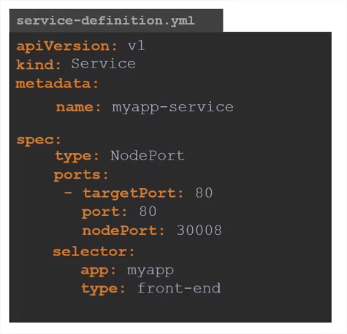 service-definition.yml
apiVersion: v1
kind: Service
metadata:
name: myapp-service
spec:
type: NodePort
ports:
- targetPort: 80
port: 80
nodePort: 30008
selector:
app: myapp
type: front-end